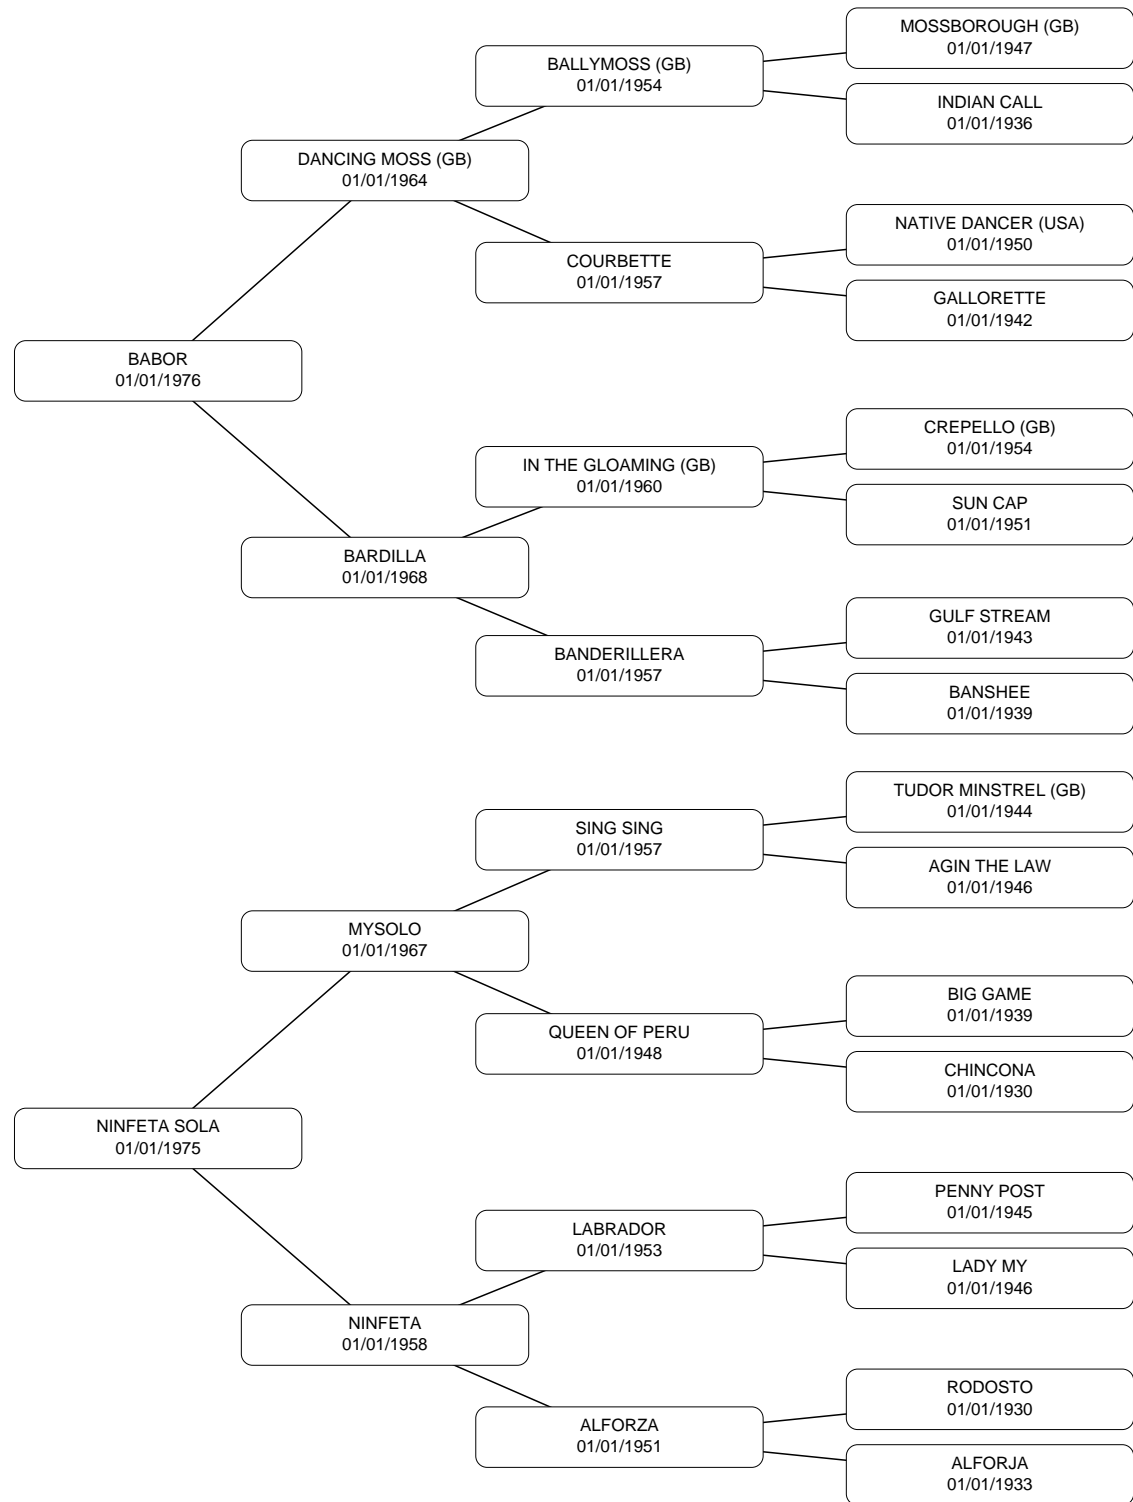 MOSSBOROUGH (GB)
01/01/1947
BALLYMOSS (GB)
01/01/1954
INDIAN CALL
01/01/1936
DANCING MOSS (GB)
01/01/1964
NATIVE DANCER (USA)
01/01/1950
COURBETTE
01/01/1957
GALLORETTE
01/01/1942
BABOR
01/01/1976
CREPELLO (GB)
01/01/1954
IN THE GLOAMING (GB)
01/01/1960
SUN CAP
01/01/1951
BARDILLA
01/01/1968
GULF STREAM
01/01/1943
BANDERILLERA
01/01/1957
BANSHEE
01/01/1939
TUDOR MINSTREL (GB)
01/01/1944
SING SING
01/01/1957
AGIN THE LAW
01/01/1946
MYSOLO
01/01/1967
BIG GAME
01/01/1939
QUEEN OF PERU
01/01/1948
CHINCONA
01/01/1930
NINFETA SOLA
01/01/1975
PENNY POST
01/01/1945
LABRADOR
01/01/1953
LADY MY
01/01/1946
NINFETA
01/01/1958
RODOSTO
01/01/1930
ALFORZA
01/01/1951
ALFORJA
01/01/1933